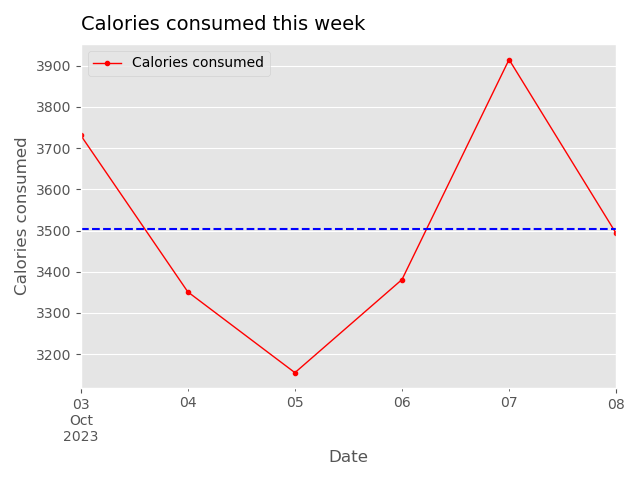 Calories consumed this week
Calories consumed
3900
3800
3700
3600
3500
3400
3300
3200
Calories consumed
03 04 05 06 07 08
Oct
2023
Date